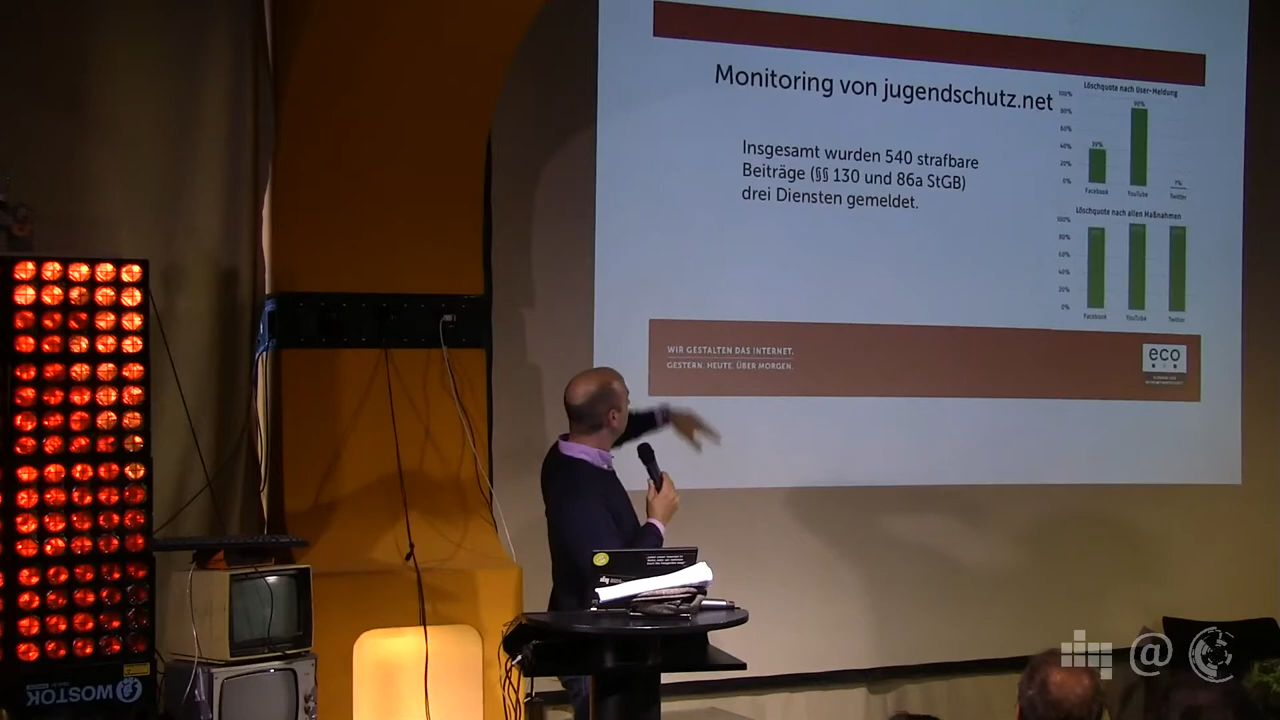 Monitoring von jugendschutz.net
Insgesamt wurden 540 strafbare
Beiträge (§§ 130 und 86a StGB)
drei Diensten gemeldet.
Löschquote nach User-Meldung
100%
80%
60%
40%
20%
0%
39%
90%
1%
Facebook
YouTube
Twitter
Löschquote nach allen Maßnahmen
100%
80%
60%
40%
20%
0%
Facebook
YouTube
Twitter
WIR GESTALTEN DAS INTERNET.
GESTERN. HEUTE. ÜBER MORGEN.
eco
WOSTOK
@